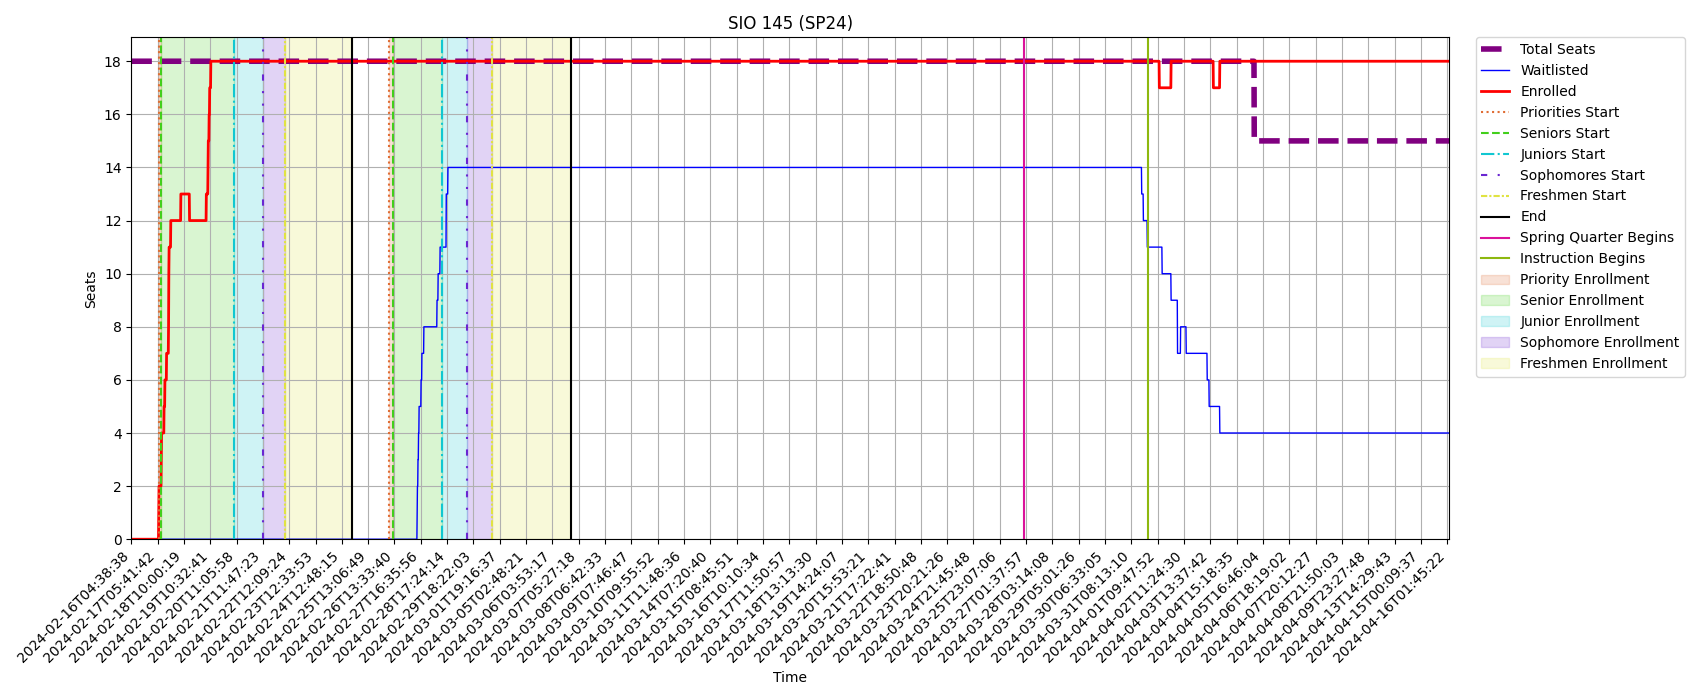 SIO 145 (SP24)
Seats
18
16
14
12
10
8
6
4
2
0
2024-02-16T04:38:38
2024-02-17T05:41:42
2024-02-18T10:00:19
2024-02-19T10:32:41
2024-02-20T11:05:58
2024-02-21T11:47:23
2024-02-22T12:09:24
2024-02-23T12:33:53
2024-02-24T12:48:15
2024-02-25T13:06:49
2024-02-26T13:33:40
2024-02-27T16:35:56
2024-02-28T17:24:14
2024-02-29T18:22:03
2024-03-01T19:16:37
2024-03-05T02:48:21
2024-03-06T03:53:17
2024-03-07T05:27:18
2024-03-08T06:42:33
2024-03-09T07:46:47
2024-03-10T09:55:52
2024-03-11T11:48:36
2024-03-14T07:20:40
2024-03-15T08:45:51
2024-03-16T10:10:34
2024-03-17T11:50:57
2024-03-18T13:13:30
2024-03-19T14:24:07
2024-03-20T15:53:21
2024-03-21T17:22:41
2024-03-22T18:50:48
2024-03-23T20:21:26
2024-03-24T21:45:48
2024-03-25T23:07:06
2024-03-27T01:37:57
2024-03-28T03:14:08
2024-03-29T05:01:26
2024-03-30T06:33:05
2024-03-31T08:13:10
2024-04-01T09:47:52
2024-04-02T11:24:30
2024-04-03T13:37:42
2024-04-04T15:18:35
2024-04-05T16:46:04
2024-04-06T18:19:02
2024-04-07T20:12:27
2024-04-08T21:50:03
2024-04-09T23:27:48
2024-04-13T14:29:43
2024-04-15T00:09:37
2024-04-16T01:45:22
Time
Total Seats
Waitlisted
Enrolled
Priorities Start
Seniors Start
Juniors Start
Sophomores Start
Freshmen Start
End
Spring Quarter Begins
Instruction Begins
Priority Enrollment
Senior Enrollment
Junior Enrollment
Sophomore Enrollment
Freshmen Enrollment